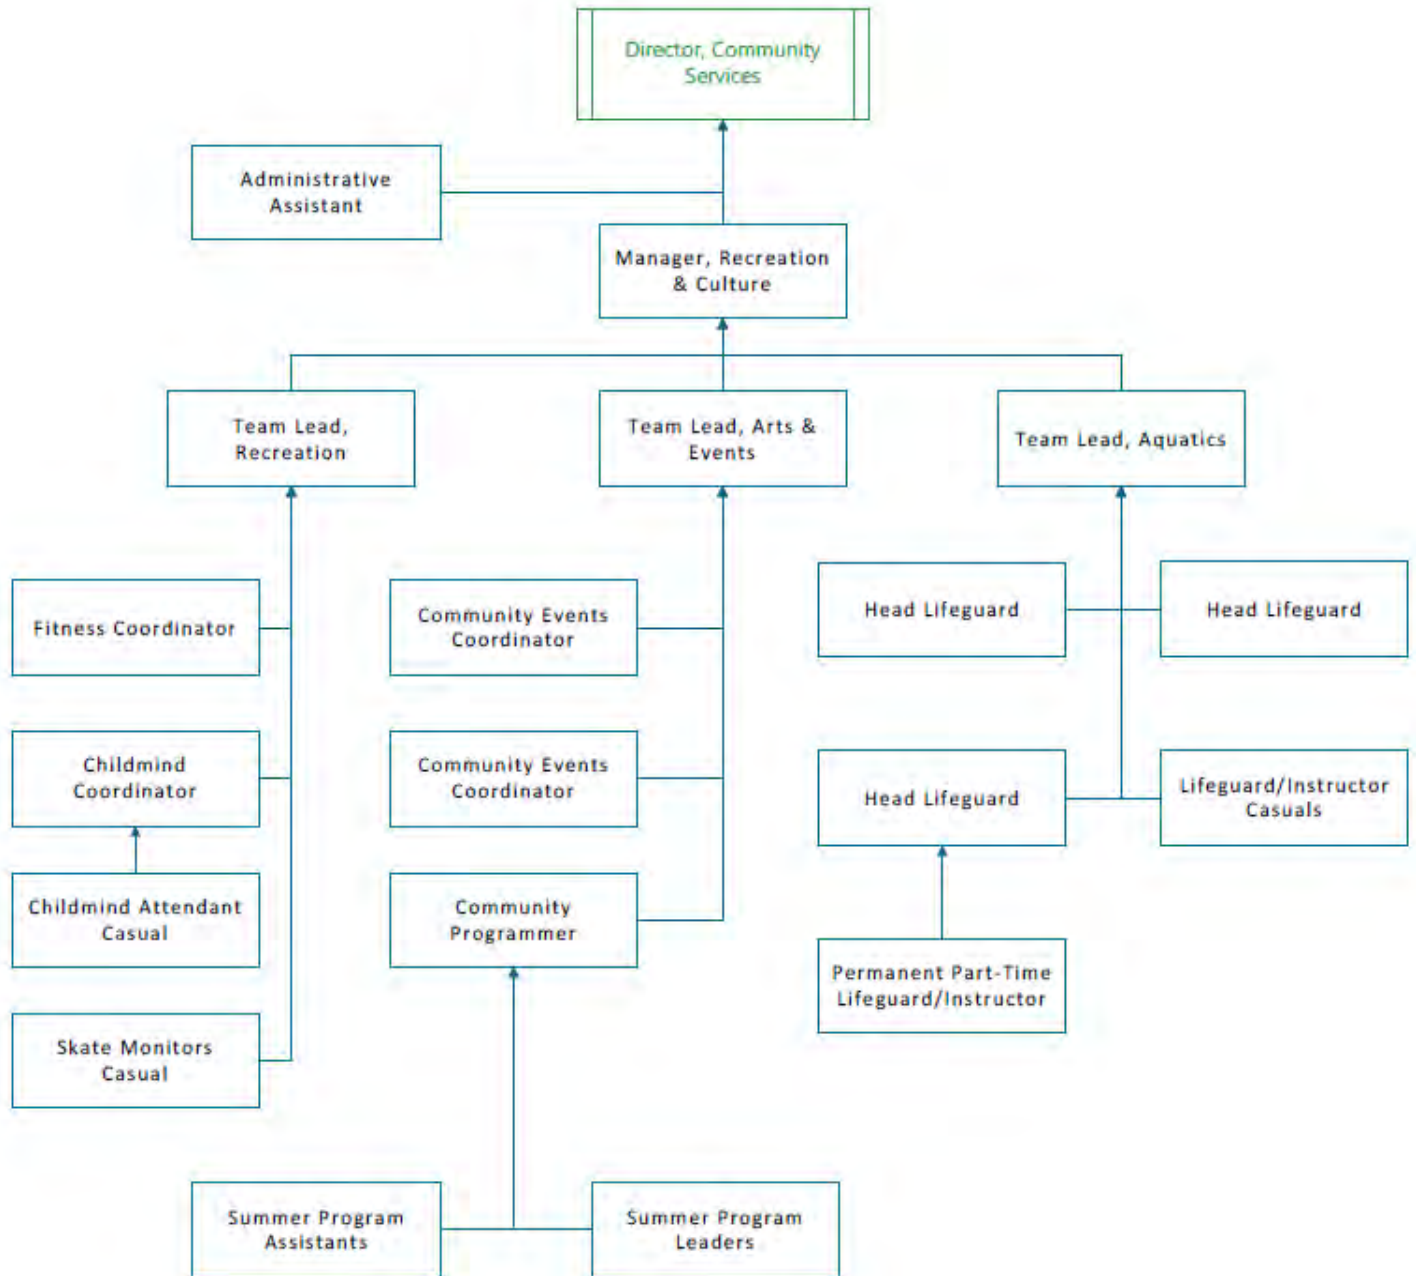 Director, Community
Services
Administrative
Assistant
Manager, Recreation
& Culture
Team Lead,
Recreation
Team Lead, Arts &
Events
Team Lead, Aquatics
Fitness Coordinator
Community Events
Coordinator
Head Lifeguard
Head Lifeguard
Childmind
Coordinator
Community Events
Coordinator
Head Lifeguard
Lifeguard/Instructor
Casuals
Childmind Attendant
Casual
Community
Programmer
Permanent Part-Time
Lifeguard/Instructor
Skate Monitors
Casual
Summer Program
Assistants
Summer Program
Leaders